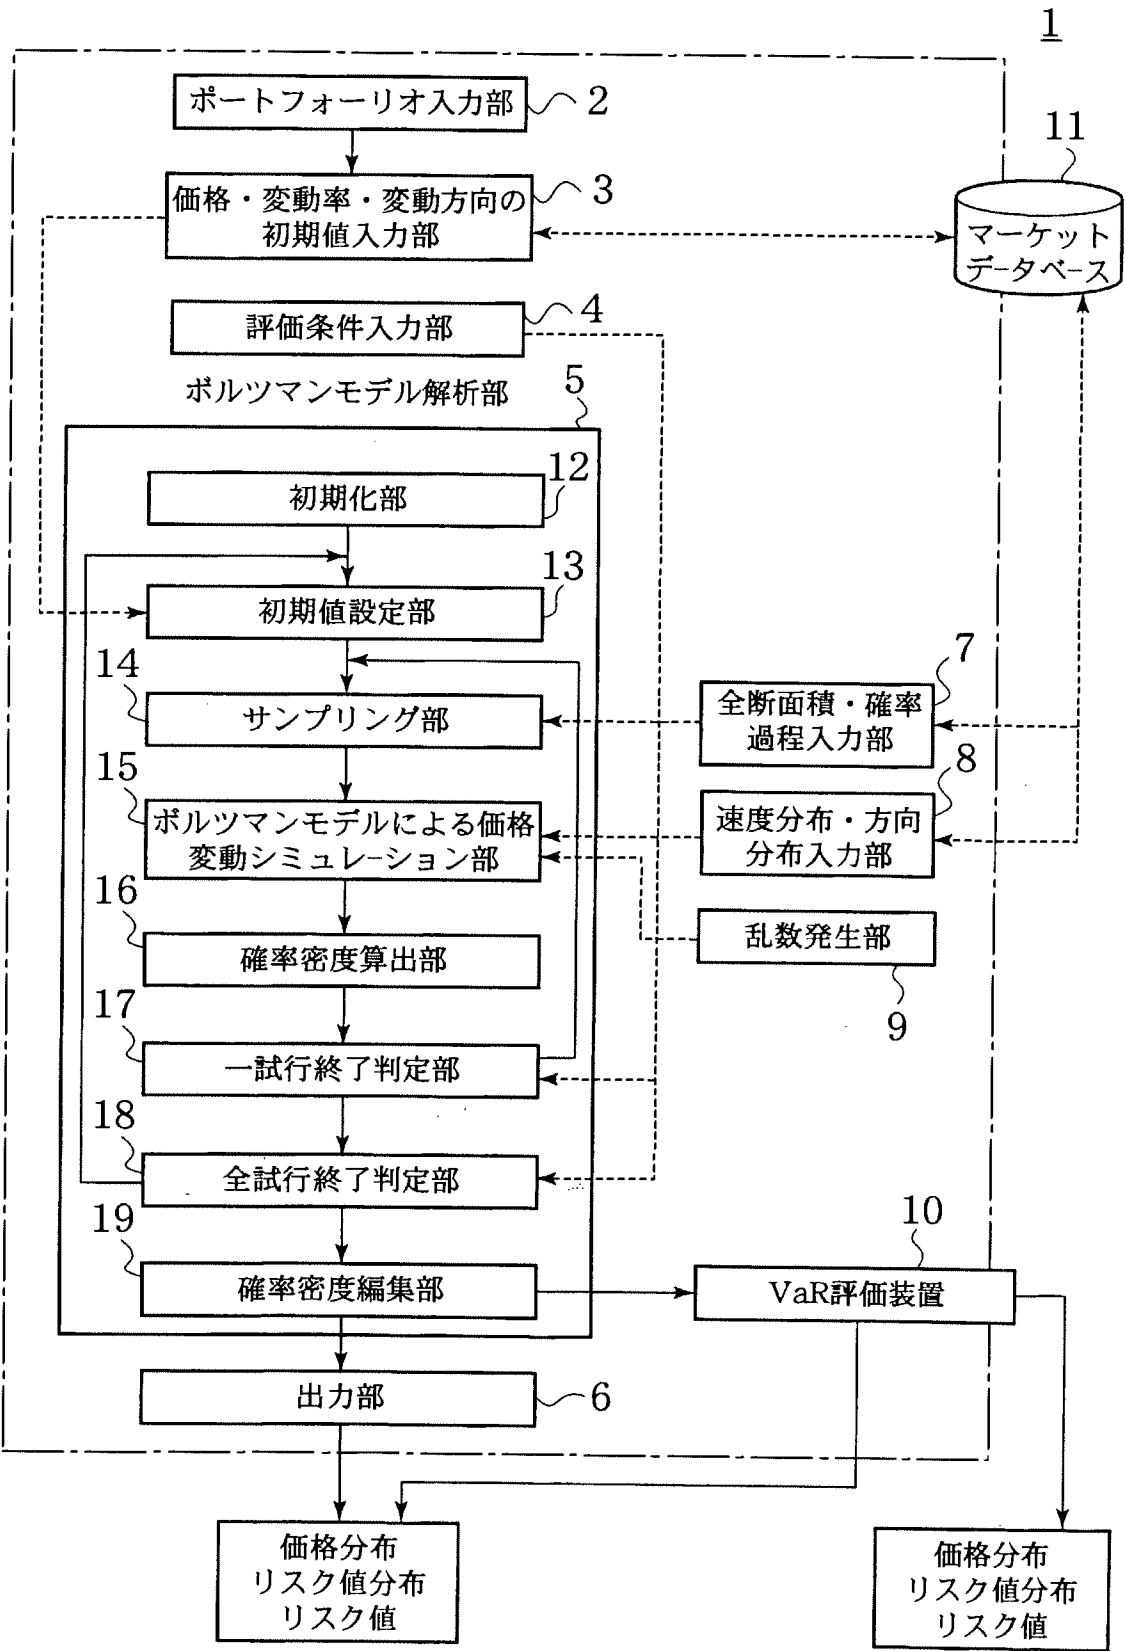 1
ポートフォーリオ入力部
2
価格・変動率・変動方向の
初期値入力部
3
11
マーケット
データベース
評価条件入力部
4
ボルツマンモデル解析部
5
初期化部
12
初期値設定部
13
14
サンプリング部
全断面積・確率
過程入力部
7
15
ボルツマンモデルによる価格
変動シミュレーション部
速度分布・方向
分布入力部
8
16
確率密度算出部
乱数発生部
9
17
一試行終了判定部
18
全試行終了判定部
19
確率密度編集部
10
VaR評価装置
出力部
6
価格分布
リスク値分布
リスク値
価格分布
リスク値分布
リスク値